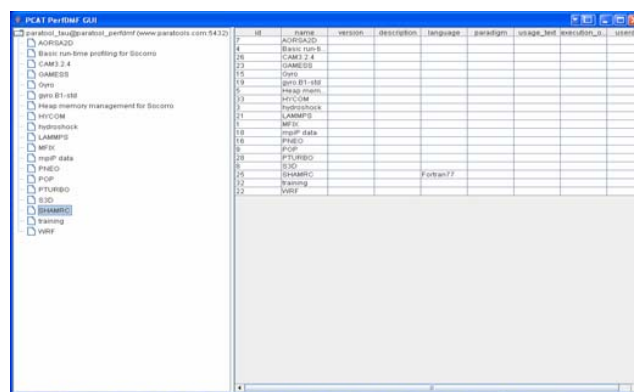 PCAT PerfDMF GUI
paratool_tau@paratool_perfdmf (www.paratools.com:5432)
AORSA2D
Basic run-time profiling for Socorro
CAM3.2.4
GAMESS
Gyro
gyro.B1-std
Heap memory management for Socorro
HYCOM
hydroshock
LAMMPS
MFIX
mpiP data
PNEO
POP
PTURBO
S3D
SHAMRC
training
WRF
id name version description language paradigm usage_text execution_o... users
7 AORSA2D
4 Basic run-ti...
26 CAM3.2.4
23 GAMESS
15 Gyro
33 gyro.B1-std
5 Heap mem...
19 HYCOM
3 hydroshock
21 LAMMPS
1 MFIX
18 mpiP data
16 PNEO
9 POP
28 PTURBO
6 S3D
25 SHAMRC Fortran77
32 training
22 WRF